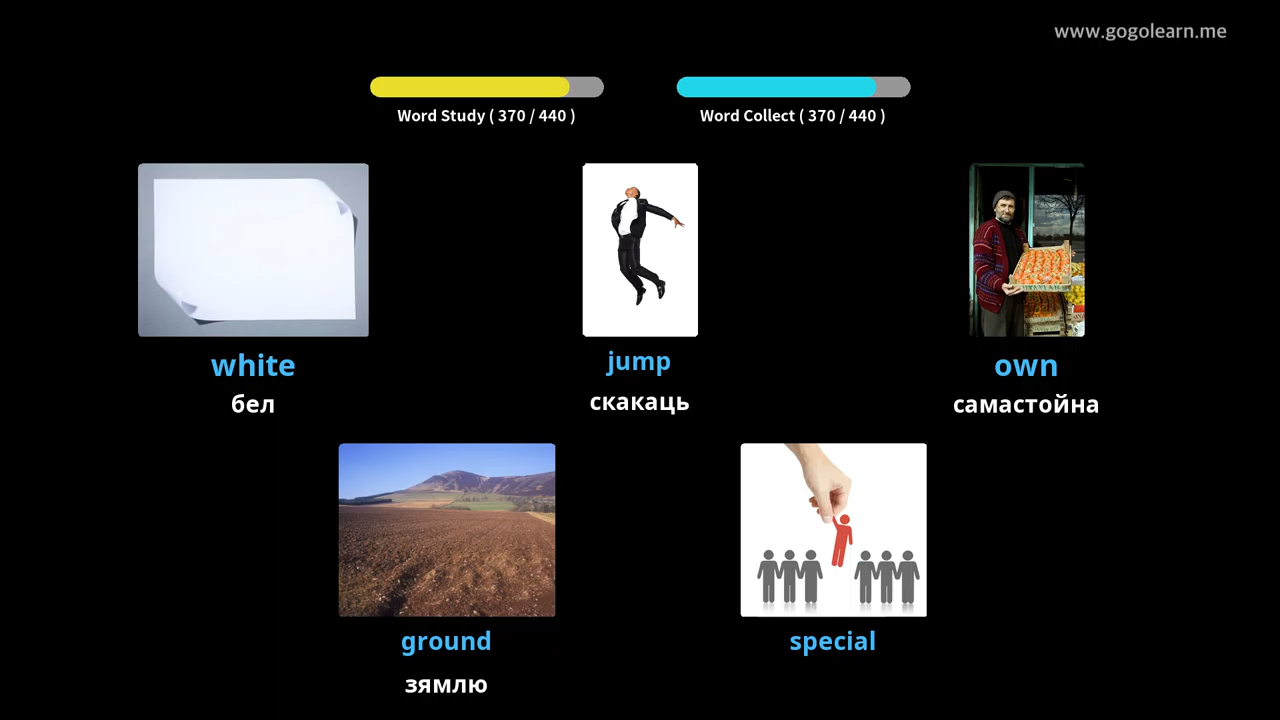 www.gogolearn.me
Word Study ( 370 / 440 )
Word Collect ( 370 / 440 )
white
бел
jump
скакаць
own
самастойна
ground
зямлю
special